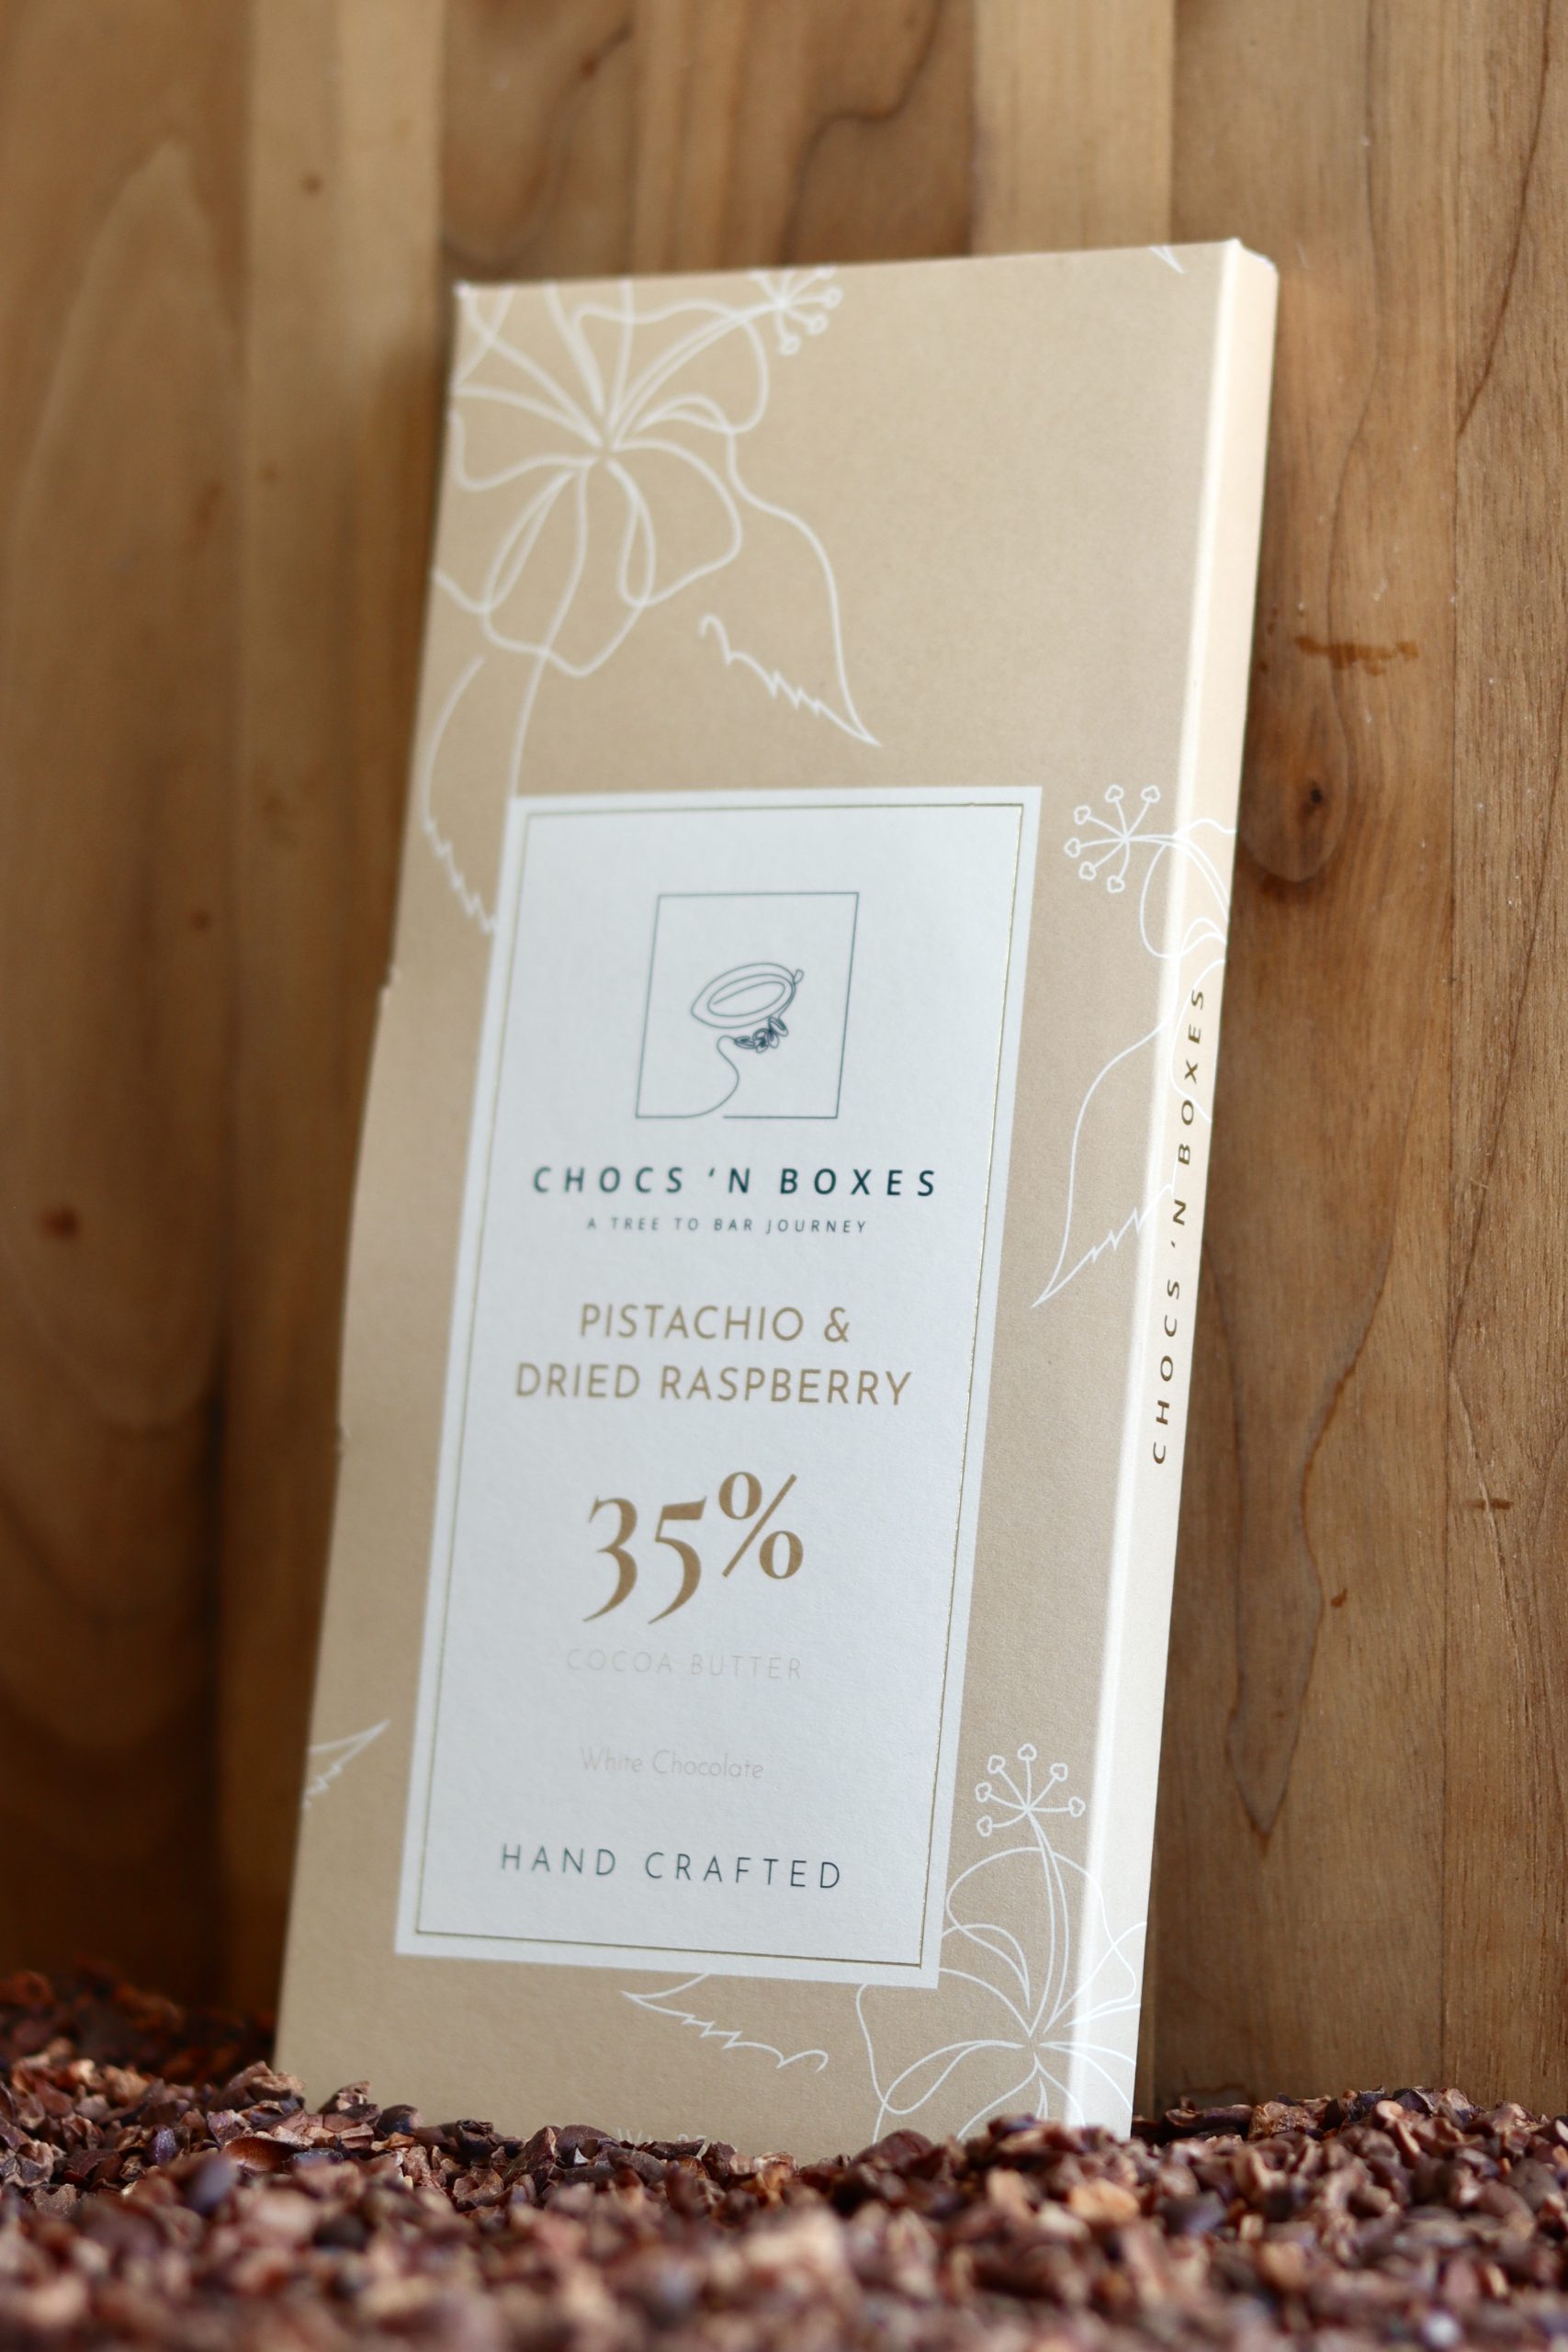 CHOCS 'N BOXES
A TREE TO BAR JOURNEY
PISTACHIO &
DRIED RASPBERRY
35%
COCOA BUTTER
White Chocolate
HAND CRAFTED
CHOCS 'N BOXES